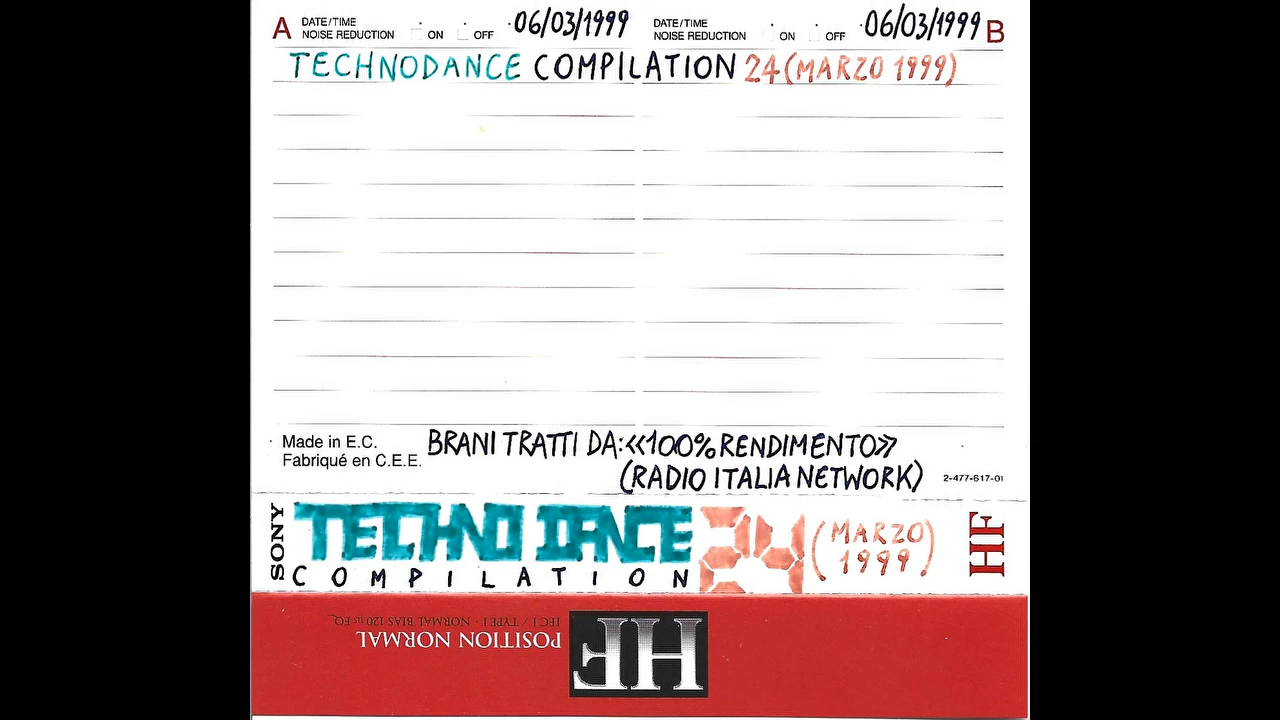 A DATE/TIME NOISE REDUCTION ON OFF 06/03/1999
DATE/TIME NOISE REDUCTION ON OFF 06/03/1999 B
TECHNODANCE COMPILATION 24 (MARZO 1999)
Made in E.C.
Fabriqué en C.E.E.
BRANI TRATTI DA: «100% RENDIMENTO»
(RADIO ITALIA NETWORK)
2-477-617-01
SONY
TECHNO DANCE 24 (MARZO 1999)
COMPILATION
HF
IEC I / TYPE I · NORMAL BIAS 120 µs EQ.
POSITION NORMAL
HF